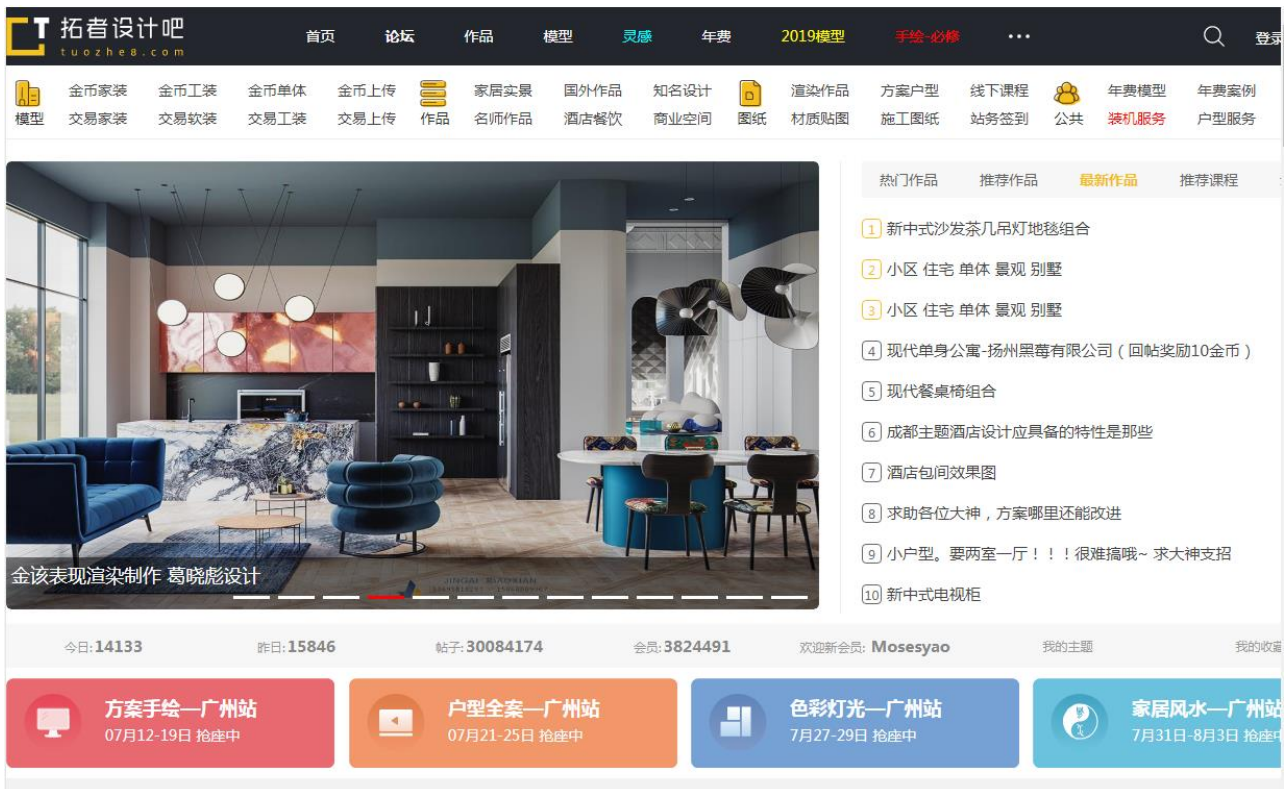 拓者设计吧
tuozhe8.com
首页 论坛 作品 模型 灵感 年费 2019模型 手绘-必修 ••• 登录
金币家装 金币工装 金币单体 金币上传 家居实景 国外作品 知名设计 渲染作品 方案户型 线下课程 年费模型 年费案例
模型 交易家装 交易软装 交易工装 交易上传 作品 名师作品 酒店餐饮 商业空间 图纸 材质贴图 施工图纸 站务签到 公共 装机服务 户型服务
热门作品 推荐作品 最新作品 推荐课程
1 新中式沙发茶几吊灯地毯组合
2 小区 住宅 单体 景观 别墅
3 小区 住宅 单体 景观 别墅
4 现代单身公寓-扬州黑莓有限公司（回帖奖励10金币）
5 现代餐桌椅组合
6 成都主题酒店设计应具备的特性是那些
7 酒店包间效果图
8 求助各位大神，方案哪里还能改进
9 小户型。要两室一厅！！！很难搞哦~ 求大神支招
10 新中式电视柜
金该表现渲染制作 葛晓彪设计
今日:14133 昨日:15846 帖子:30084174 会员:3824491 欢迎新会员: Mosesyao 我的主题 我的收藏
方案手绘—广州站
07月12-19日 抢座中
户型全案—广州站
07月21-25日 抢座中
色彩灯光—广州站
7月27-29日 抢座中
家居风水—广州站
7月31日-8月3日 抢座中